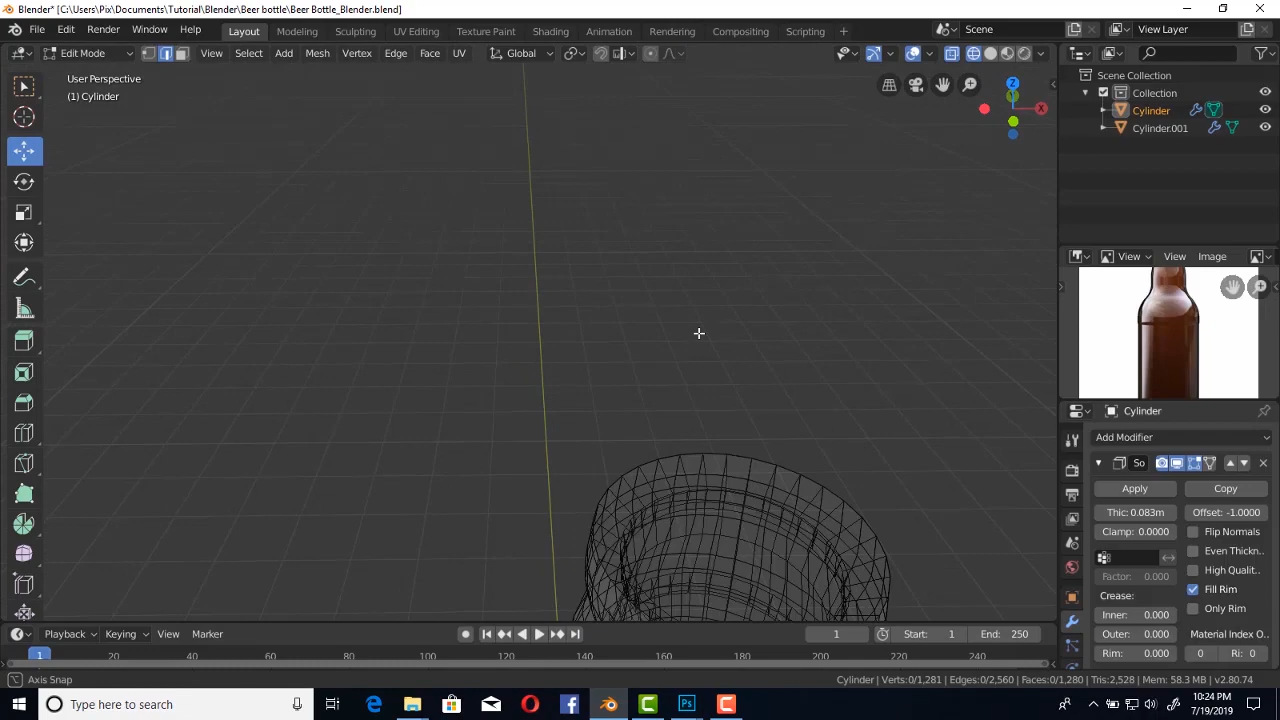 Blender* [C:\Users\Pix\Documents\Tutorial\Blender\Beer bottle\Beer Bottle_Blender.blend]
File Edit Render Window Help Layout Modeling Sculpting UV Editing Texture Paint Shading Animation Rendering Compositing Scripting + Scene View Layer
Edit Mode View Select Add Mesh Vertex Edge Face UV Global
User Perspective
(1) Cylinder
Z
Y
X
Scene Collection
Collection
Cylinder
Cylinder.001
View View Image
Cylinder
Add Modifier
So
Apply Copy
Thic: 0.083m Offset: -1.0000
Clamp: 0.0000 Flip Normals
Even Thickn..
High Qualit..
Factor: 0.000
Crease: Fill Rim
Inner: 0.000 Only Rim
Outer: 0.000 Material Index O..
Rim: 0.000 0 Ri: 0
Playback Keying View Marker 1 Start: 1 End: 250
1 20 40 60 80 100 120 140 160 180 200 220 240
Axis Snap Cylinder | Verts:0/1,281 | Edges:0/2,560 | Faces:0/1,280 | Tris:2,528 | Mem: 58.3 MB | v2.80.74
Type here to search
10:24 PM
7/19/2019